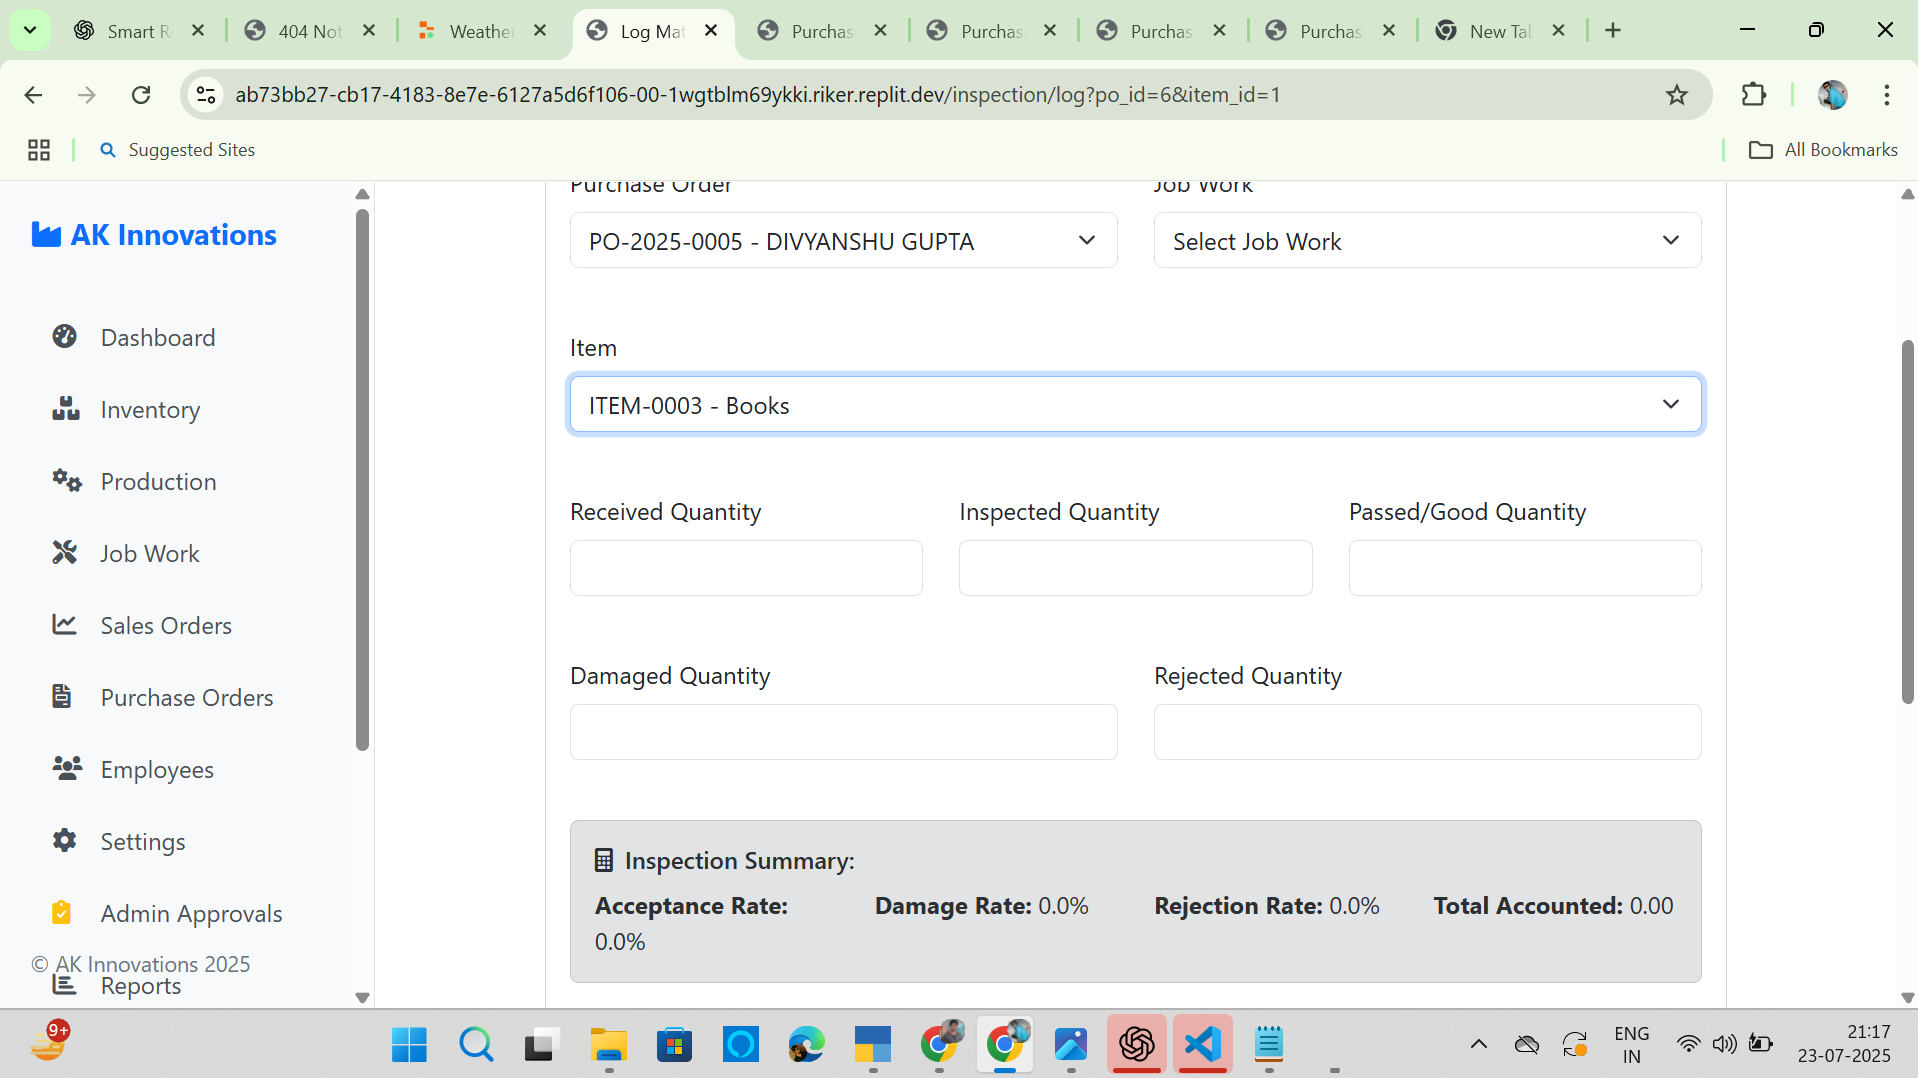 Smart R
404 Not
Weather
Log Mat
Purchas
Purchas
Purchas
Purchas
New Tab
ab73bb27-cb17-4183-8e7e-6127a5d6f106-00-1wgtblm69ykki.riker.replit.dev/inspection/log?po_id=6&item_id=1
Suggested Sites
All Bookmarks
AK Innovations
Dashboard
Inventory
Production
Job Work
Sales Orders
Purchase Orders
Employees
Settings
Admin Approvals
© AK Innovations 2025
Reports
Purchase Order
Job Work
PO-2025-0005 - DIVYANSHU GUPTA
Select Job Work
Item
ITEM-0003 - Books
Received Quantity
Inspected Quantity
Passed/Good Quantity
Damaged Quantity
Rejected Quantity
Inspection Summary:
Acceptance Rate:
0.0%
Damage Rate: 0.0%
Rejection Rate: 0.0%
Total Accounted: 0.00
9+
ENG
IN
21:17
23-07-2025